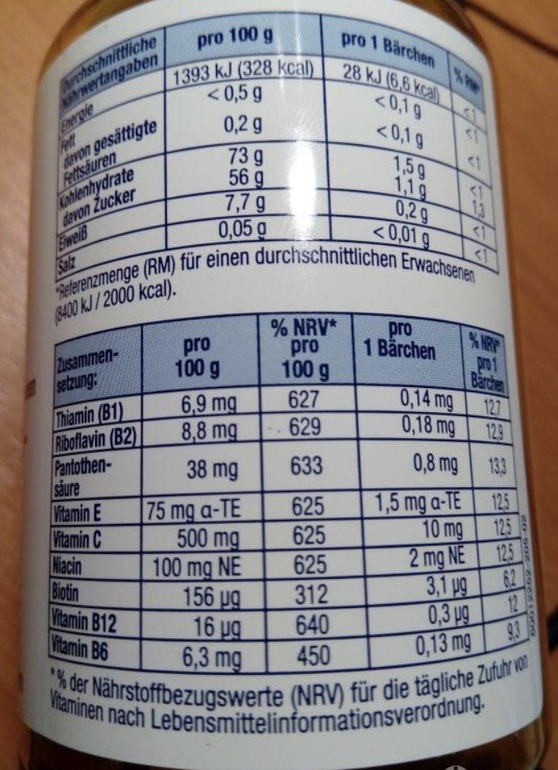 Durchschnittliche Nährwertangaben pro 100 g pro 1 Bärchen % RM*
Energie 1393 kJ (328 kcal) 28 kJ (6,6 kcal) <1
Fett < 0,5 g < 0,1 g <1
davon gesättigte Fettsäuren 0,2 g < 0,1 g <1
Kohlenhydrate 73 g 1,5 g <1
davon Zucker 56 g 1,1 g 1,3
Eiweiß 7,7 g 0,2 g <1
Salz 0,05 g < 0,01 g <1
*Referenzmenge (RM) für einen durchschnittlichen Erwachsenen
(8400 kJ / 2000 kcal).
Zusammen-setzung: pro 100 g % NRV* pro 100 g pro 1 Bärchen % NRV* pro 1 Bärchen
Thiamin (B1) 6,9 mg 627 0,14 mg 12,7
Riboflavin (B2) 8,8 mg 629 0,18 mg 12,9
Pantothen-säure 38 mg 633 0,8 mg 13,3
Vitamin E 75 mg α-TE 625 1,5 mg α-TE 12,5
Vitamin C 500 mg 625 10 mg 12,5
Niacin 100 mg NE 625 2 mg NE 12,5
Biotin 156 µg 312 3,1 µg 6,2
Vitamin B12 16 µg 640 0,3 µg 12
Vitamin B6 6,3 mg 450 0,13 mg 9,3
*% der Nährstoffbezugswerte (NRV) für die tägliche Zufuhr von
Vitaminen nach Lebensmittelinformationsverordnung.